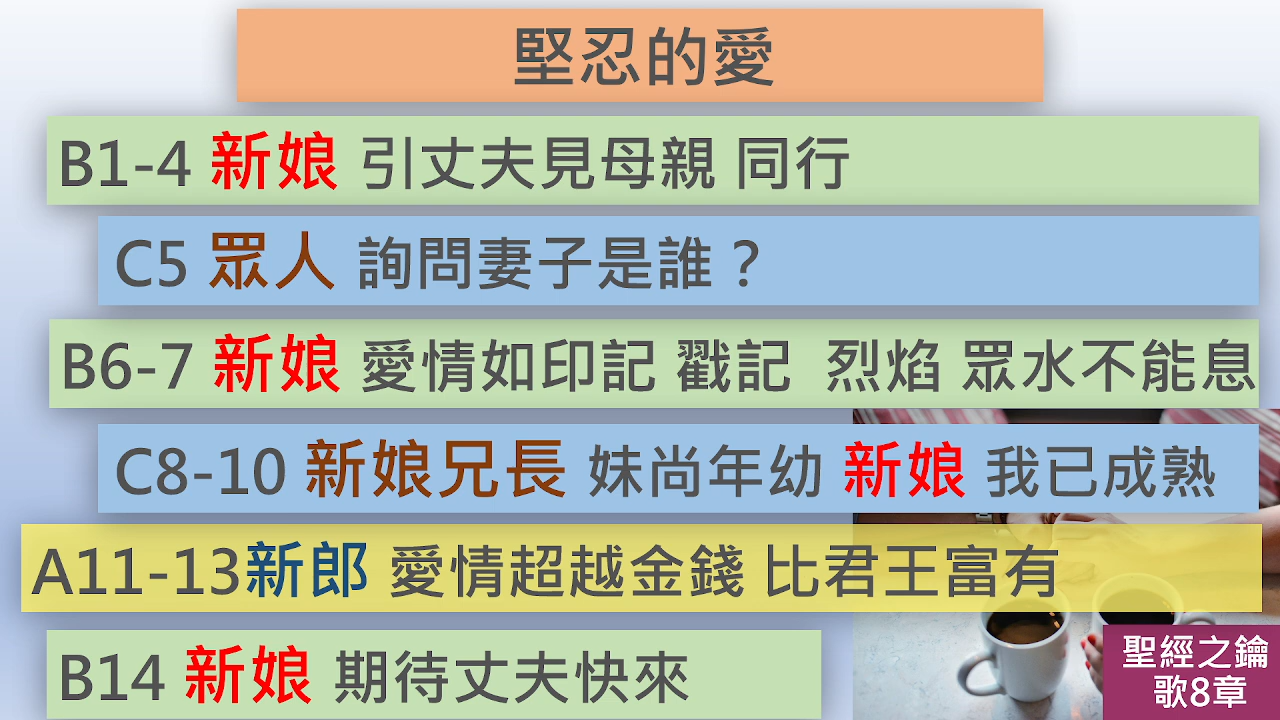 堅忍的愛
B1-4 新娘 引丈夫見母親 同行
C5 眾人 詢問妻子是誰？
B6-7 新娘 愛情如印記 戳記 烈焰 眾水不能息
C8-10 新娘兄長 妹尚年幼 新娘 我已成熟
A11-13新郎 愛情超越金錢 比君王富有
B14 新娘 期待丈夫快來
聖經之鑰
歌8章